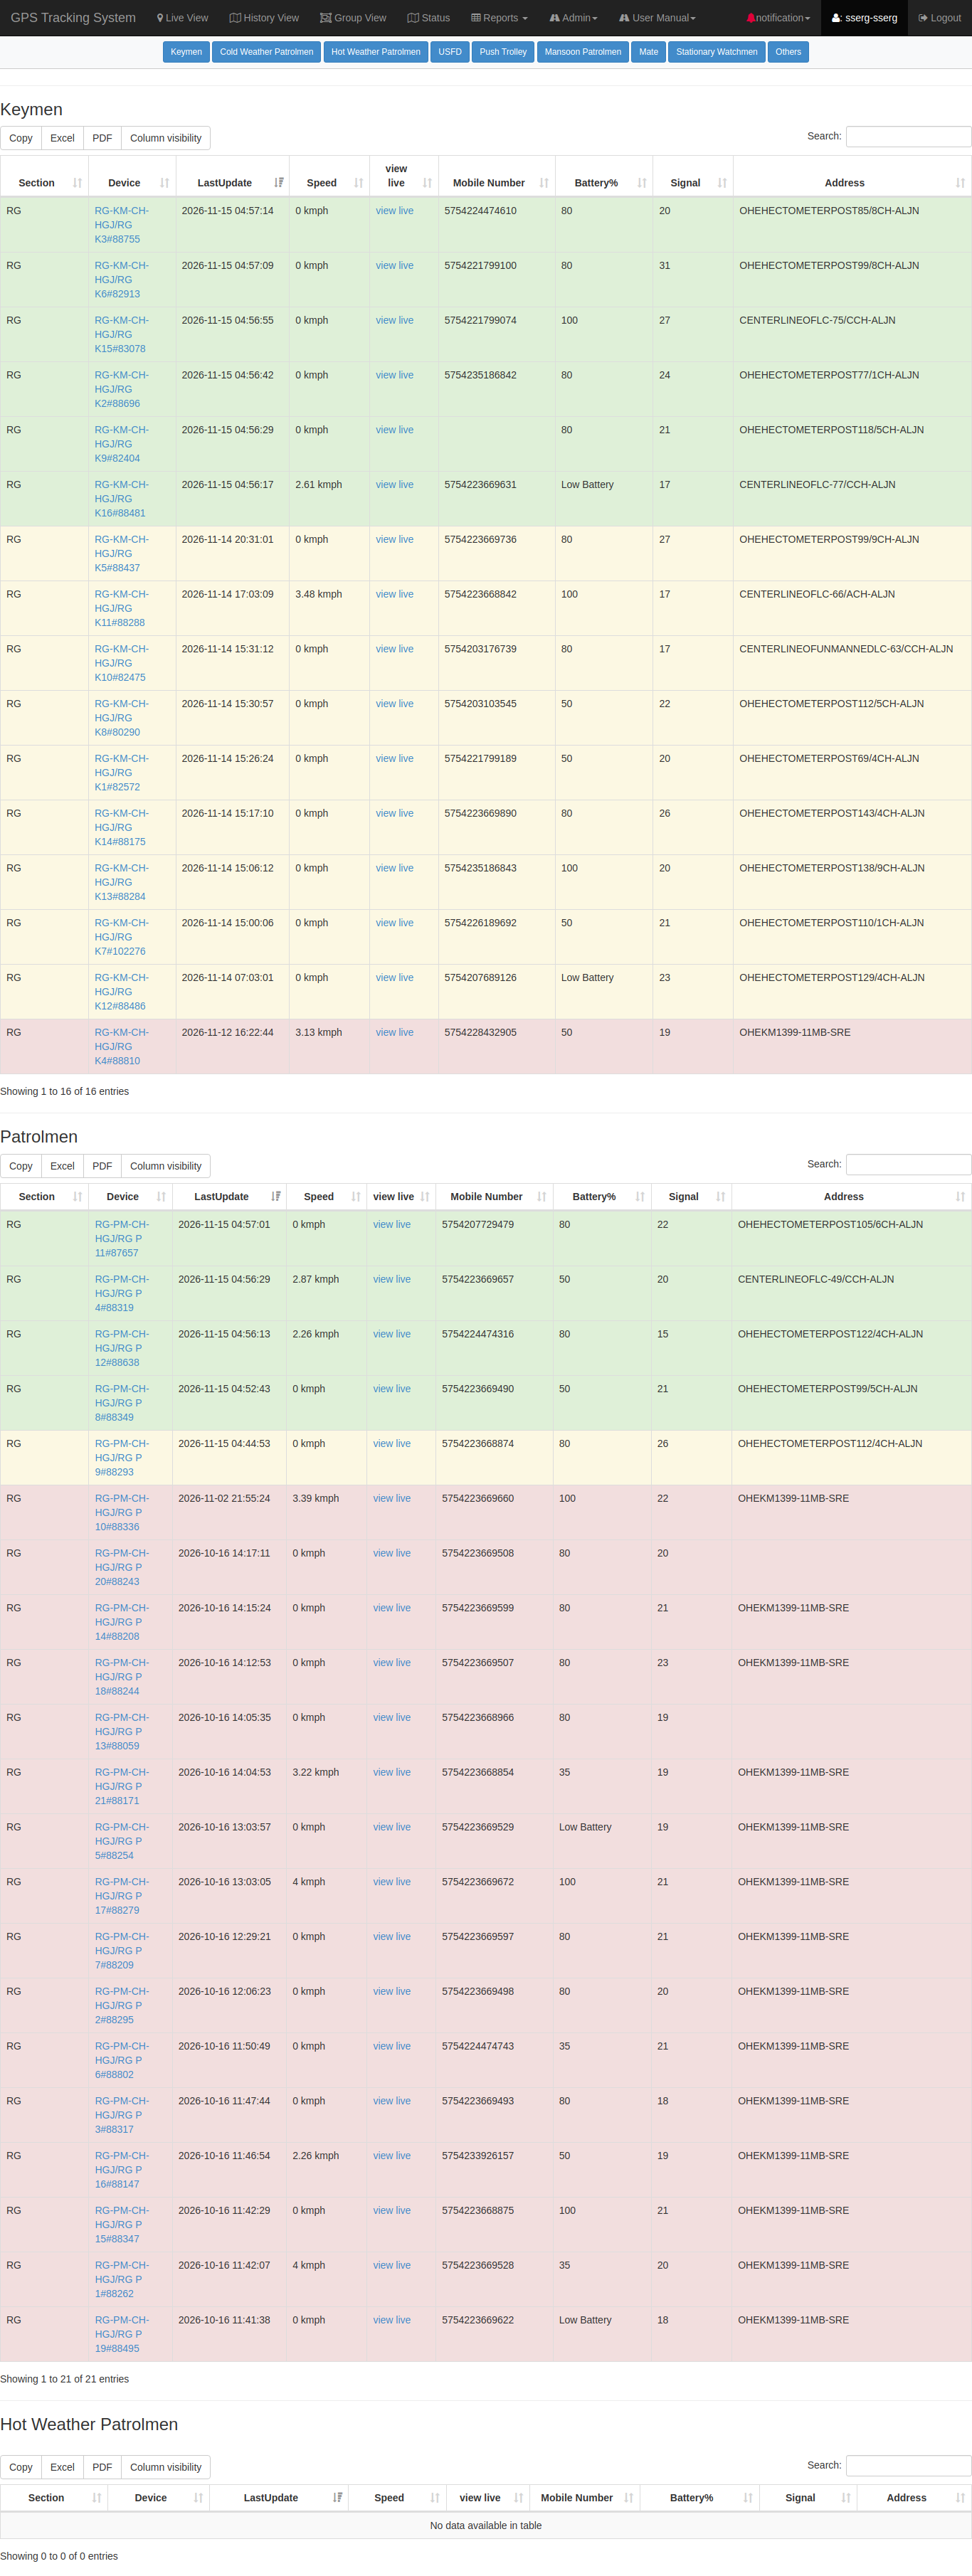 GPS Tracking System Live View History View Group View Status Reports Admin User Manual notification : sserg-sserg Logout
Keymen Cold Weather Patrolmen Hot Weather Patrolmen USFD Push Trolley Mansoon Patrolmen Mate Stationary Watchmen Others
Keymen
Copy Excel PDF Column visibility Search:
view
Section Device LastUpdate Speed live Mobile Number Battery% Signal Address
RG RG-KM-CH- 2026-11-15 04:57:14 0 kmph view live 5754224474610 80 20 OHEHECTOMETERPOST85/8CH-ALJN
HGJ/RG
K3#88755
RG RG-KM-CH- 2026-11-15 04:57:09 0 kmph view live 5754221799100 80 31 OHEHECTOMETERPOST99/8CH-ALJN
HGJ/RG
K6#82913
RG RG-KM-CH- 2026-11-15 04:56:55 0 kmph view live 5754221799074 100 27 CENTERLINEOFLC-75/CCH-ALJN
HGJ/RG
K15#83078
RG RG-KM-CH- 2026-11-15 04:56:42 0 kmph view live 5754235186842 80 24 OHEHECTOMETERPOST77/1CH-ALJN
HGJ/RG
K2#88696
RG RG-KM-CH- 2026-11-15 04:56:29 0 kmph view live 80 21 OHEHECTOMETERPOST118/5CH-ALJN
HGJ/RG
K9#82404
RG RG-KM-CH- 2026-11-15 04:56:17 2.61 kmph view live 5754223669631 Low Battery 17 CENTERLINEOFLC-77/CCH-ALJN
HGJ/RG
K16#88481
RG RG-KM-CH- 2026-11-14 20:31:01 0 kmph view live 5754223669736 80 27 OHEHECTOMETERPOST99/9CH-ALJN
HGJ/RG
K5#88437
RG RG-KM-CH- 2026-11-14 17:03:09 3.48 kmph view live 5754223668842 100 17 CENTERLINEOFLC-66/ACH-ALJN
HGJ/RG
K11#88288
RG RG-KM-CH- 2026-11-14 15:31:12 0 kmph view live 5754203176739 80 17 CENTERLINEOFUNMANNEDLC-63/CCH-ALJN
HGJ/RG
K10#82475
RG RG-KM-CH- 2026-11-14 15:30:57 0 kmph view live 5754203103545 50 22 OHEHECTOMETERPOST112/5CH-ALJN
HGJ/RG
K8#80290
RG RG-KM-CH- 2026-11-14 15:26:24 0 kmph view live 5754221799189 50 20 OHEHECTOMETERPOST69/4CH-ALJN
HGJ/RG
K1#82572
RG RG-KM-CH- 2026-11-14 15:17:10 0 kmph view live 5754223669890 80 26 OHEHECTOMETERPOST143/4CH-ALJN
HGJ/RG
K14#88175
RG RG-KM-CH- 2026-11-14 15:06:12 0 kmph view live 5754235186843 100 20 OHEHECTOMETERPOST138/9CH-ALJN
HGJ/RG
K13#88284
RG RG-KM-CH- 2026-11-14 15:00:06 0 kmph view live 5754226189692 50 21 OHEHECTOMETERPOST110/1CH-ALJN
HGJ/RG
K7#102276
RG RG-KM-CH- 2026-11-14 07:03:01 0 kmph view live 5754207689126 Low Battery 23 OHEHECTOMETERPOST129/4CH-ALJN
HGJ/RG
K12#88486
RG RG-KM-CH- 2026-11-12 16:22:44 3.13 kmph view live 5754228432905 50 19 OHEKM1399-11MB-SRE
HGJ/RG
K4#88810
Showing 1 to 16 of 16 entries
Patrolmen
Copy Excel PDF Column visibility Search:
Section Device LastUpdate Speed view live Mobile Number Battery% Signal Address
RG RG-PM-CH- 2026-11-15 04:57:01 0 kmph view live 5754207729479 80 22 OHEHECTOMETERPOST105/6CH-ALJN
HGJ/RG P
11#87657
RG RG-PM-CH- 2026-11-15 04:56:29 2.87 kmph view live 5754223669657 50 20 CENTERLINEOFLC-49/CCH-ALJN
HGJ/RG P
4#88319
RG RG-PM-CH- 2026-11-15 04:56:13 2.26 kmph view live 5754224474316 80 15 OHEHECTOMETERPOST122/4CH-ALJN
HGJ/RG P
12#88638
RG RG-PM-CH- 2026-11-15 04:52:43 0 kmph view live 5754223669490 50 21 OHEHECTOMETERPOST99/5CH-ALJN
HGJ/RG P
8#88349
RG RG-PM-CH- 2026-11-15 04:44:53 0 kmph view live 5754223668874 80 26 OHEHECTOMETERPOST112/4CH-ALJN
HGJ/RG P
9#88293
RG RG-PM-CH- 2026-11-02 21:55:24 3.39 kmph view live 5754223669660 100 22 OHEKM1399-11MB-SRE
HGJ/RG P
10#88336
RG RG-PM-CH- 2026-10-16 14:17:11 0 kmph view live 5754223669508 80 20
HGJ/RG P
20#88243
RG RG-PM-CH- 2026-10-16 14:15:24 0 kmph view live 5754223669599 80 21 OHEKM1399-11MB-SRE
HGJ/RG P
14#88208
RG RG-PM-CH- 2026-10-16 14:12:53 0 kmph view live 5754223669507 80 23 OHEKM1399-11MB-SRE
HGJ/RG P
18#88244
RG RG-PM-CH- 2026-10-16 14:05:35 0 kmph view live 5754223668966 80 19
HGJ/RG P
13#88059
RG RG-PM-CH- 2026-10-16 14:04:53 3.22 kmph view live 5754223668854 35 19 OHEKM1399-11MB-SRE
HGJ/RG P
21#88171
RG RG-PM-CH- 2026-10-16 13:03:57 0 kmph view live 5754223669529 Low Battery 19 OHEKM1399-11MB-SRE
HGJ/RG P
5#88254
RG RG-PM-CH- 2026-10-16 13:03:05 4 kmph view live 5754223669672 100 21 OHEKM1399-11MB-SRE
HGJ/RG P
17#88279
RG RG-PM-CH- 2026-10-16 12:29:21 0 kmph view live 5754223669597 80 21 OHEKM1399-11MB-SRE
HGJ/RG P
7#88209
RG RG-PM-CH- 2026-10-16 12:06:23 0 kmph view live 5754223669498 80 20 OHEKM1399-11MB-SRE
HGJ/RG P
2#88295
RG RG-PM-CH- 2026-10-16 11:50:49 0 kmph view live 5754224474743 35 21 OHEKM1399-11MB-SRE
HGJ/RG P
6#88802
RG RG-PM-CH- 2026-10-16 11:47:44 0 kmph view live 5754223669493 80 18 OHEKM1399-11MB-SRE
HGJ/RG P
3#88317
RG RG-PM-CH- 2026-10-16 11:46:54 2.26 kmph view live 5754233926157 50 19 OHEKM1399-11MB-SRE
HGJ/RG P
16#88147
RG RG-PM-CH- 2026-10-16 11:42:29 0 kmph view live 5754223668875 100 21 OHEKM1399-11MB-SRE
HGJ/RG P
15#88347
RG RG-PM-CH- 2026-10-16 11:42:07 4 kmph view live 5754223669528 35 20 OHEKM1399-11MB-SRE
HGJ/RG P
1#88262
RG RG-PM-CH- 2026-10-16 11:41:38 0 kmph view live 5754223669622 Low Battery 18 OHEKM1399-11MB-SRE
HGJ/RG P
19#88495
Showing 1 to 21 of 21 entries
Hot Weather Patrolmen
Copy Excel PDF Column visibility Search:
Section Device LastUpdate Speed view live Mobile Number Battery% Signal Address
No data available in table
Showing 0 to 0 of 0 entries